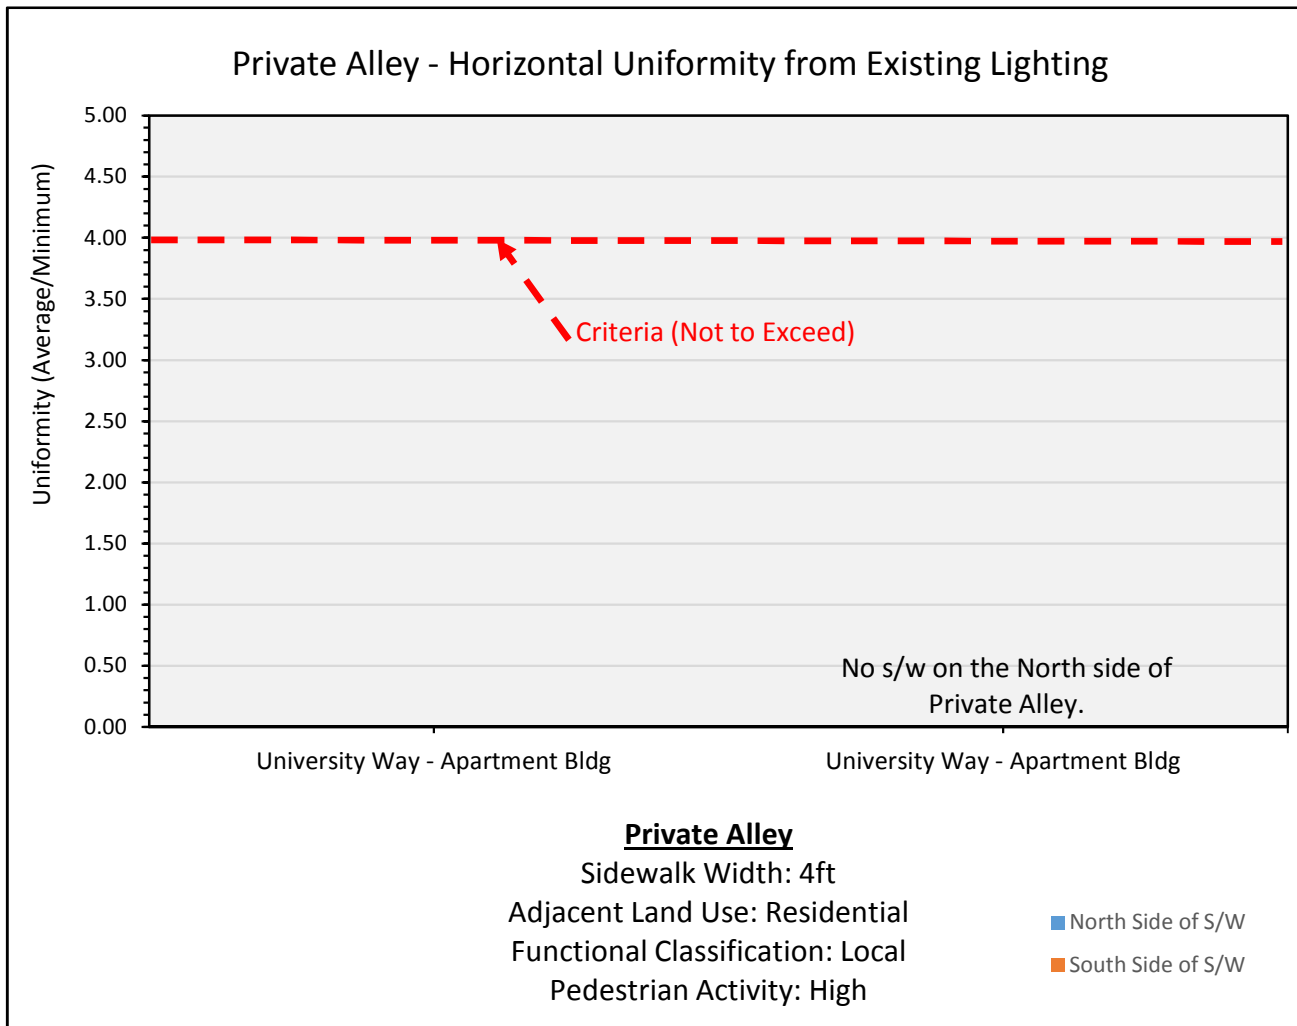 Private Alley - Horizontal Uniformity from Existing Lighting
Uniformity (Average/Minimum)
5.00
4.50
4.00
3.50
3.00
2.50
2.00
1.50
1.00
0.50
0.00
Criteria (Not to Exceed)
No s/w on the North side of
Private Alley.
University Way - Apartment Bldg
University Way - Apartment Bldg
Private Alley
Sidewalk Width: 4ft
Adjacent Land Use: Residential
Functional Classification: Local
Pedestrian Activity: High
North Side of S/W
South Side of S/W